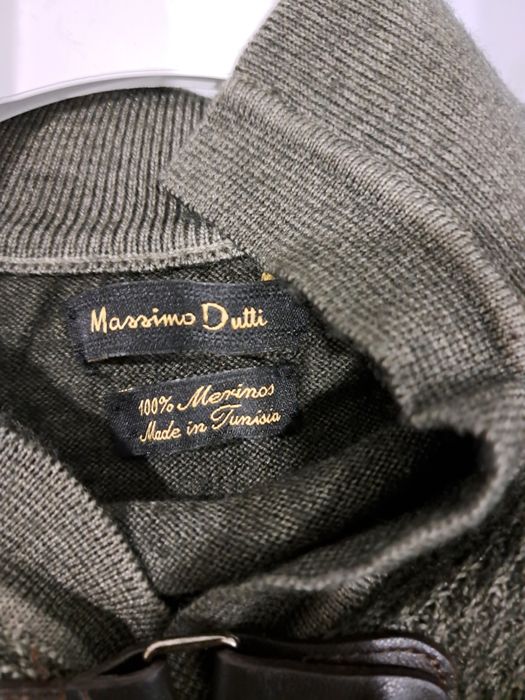 Massimo Dutti
100% Merinos
Made in Tunisia